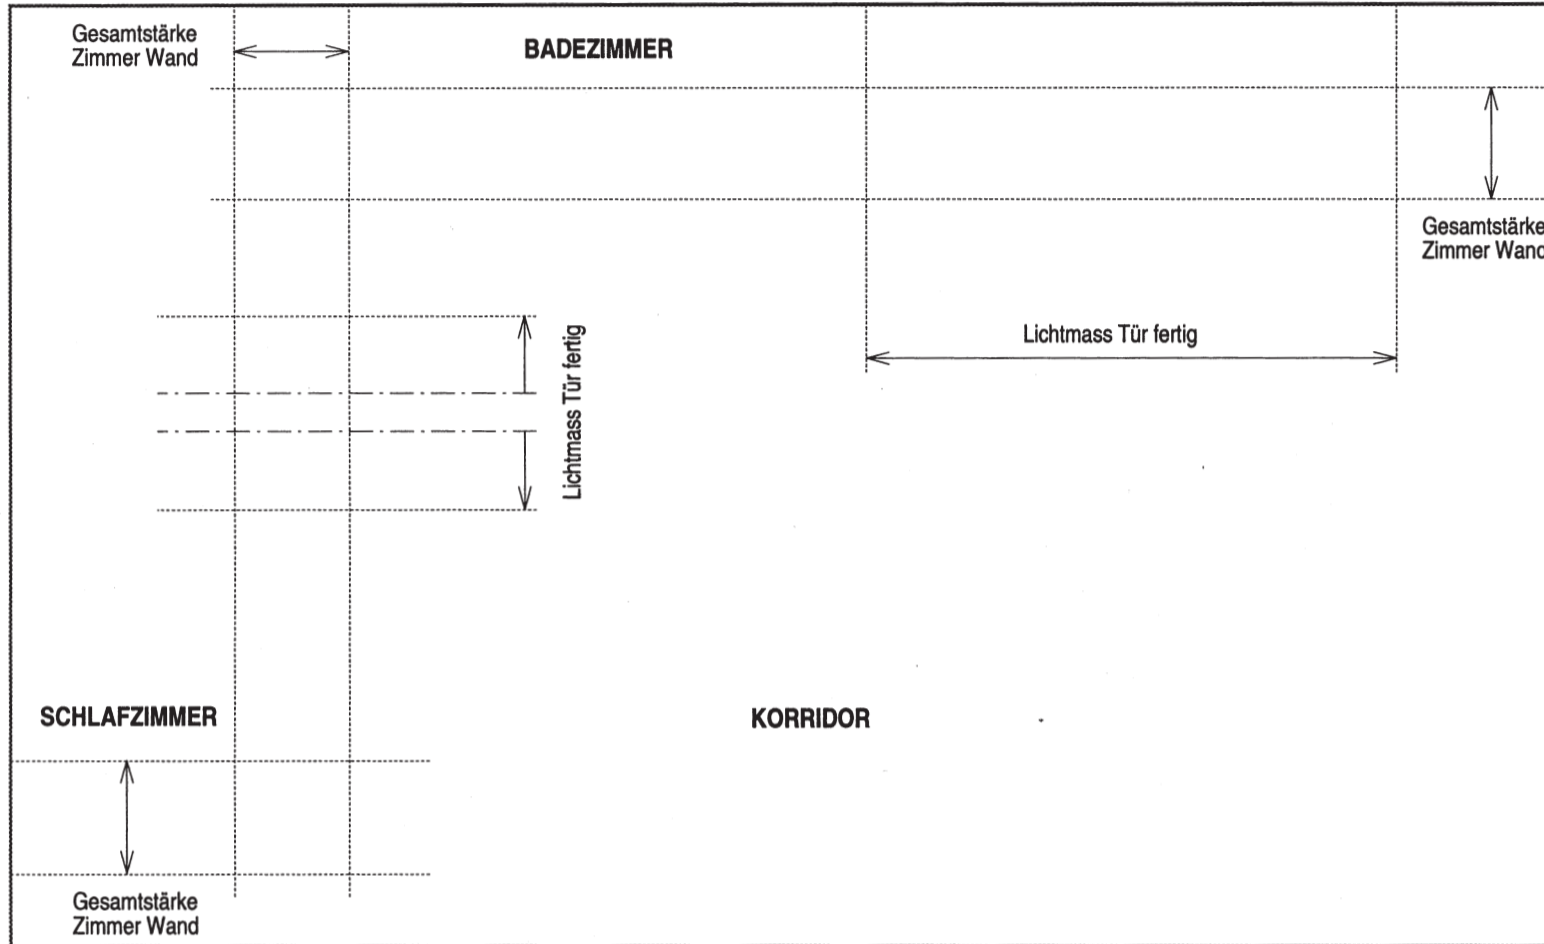 Gesamtstärke
Zimmer Wand
BADEZIMMER
Gesamtstärke
Zimmer Wand
Lichtmass Tür fertig
Lichtmass Tür fertig
SCHLAFZIMMER
KORRIDOR
Gesamtstärke
Zimmer Wand